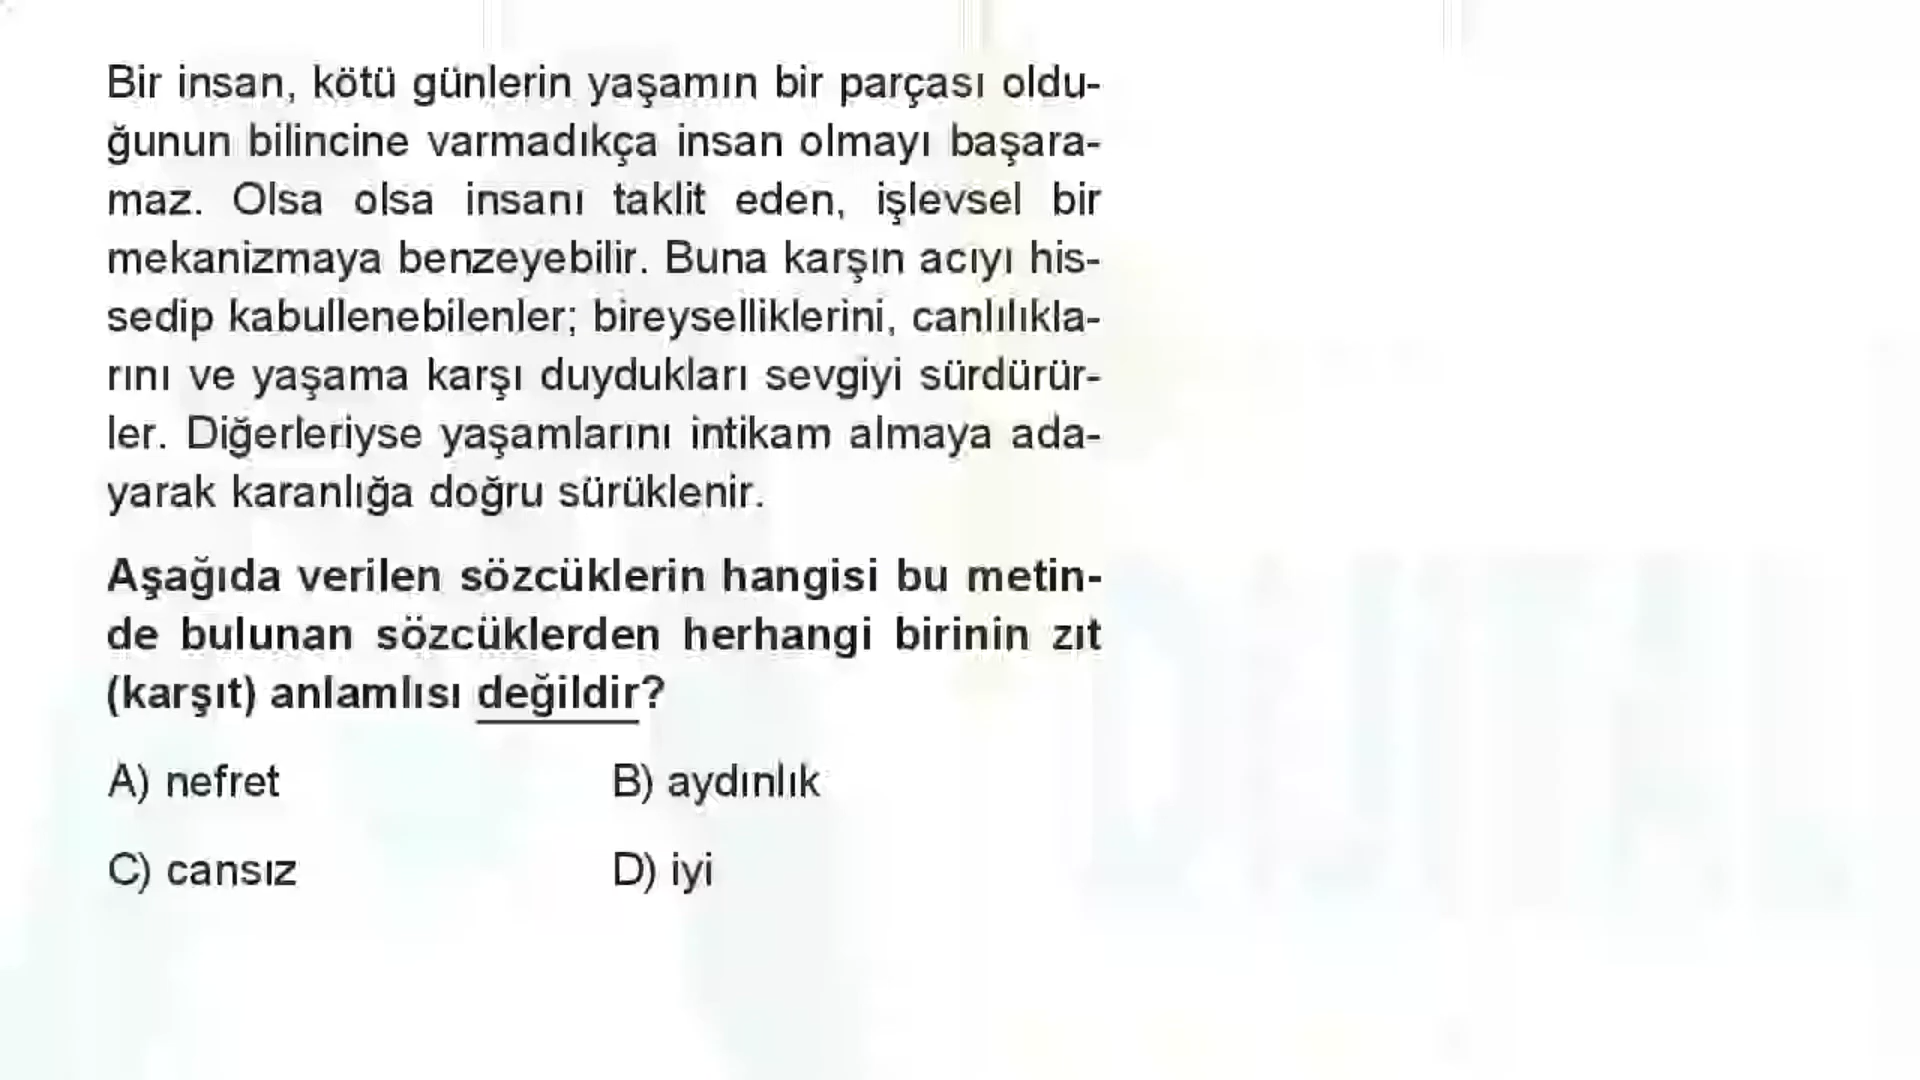 Bir insan, kötü günlerin yaşamın bir parçası oldu-
ğunun bilincine varmadıkça insan olmayı başara-
maz. Olsa olsa insanı taklit eden, işlevsel bir
mekanizmaya benzeyebilir. Buna karşın acıyı his-
sedip kabullenebilenler; bireyselliklerini, canlılıkla-
rını ve yaşama karşı duydukları sevgiyi sürdürür-
ler. Diğerleriyse yaşamlarını intikam almaya ada-
yarak karanlığa doğru sürüklenir.
Aşağıda verilen sözcüklerin hangisi bu metin-
de bulunan sözcüklerden herhangi birinin zıt
(karşıt) anlamlısı değildir?
A) nefret B) aydınlık
C) cansız D) iyi